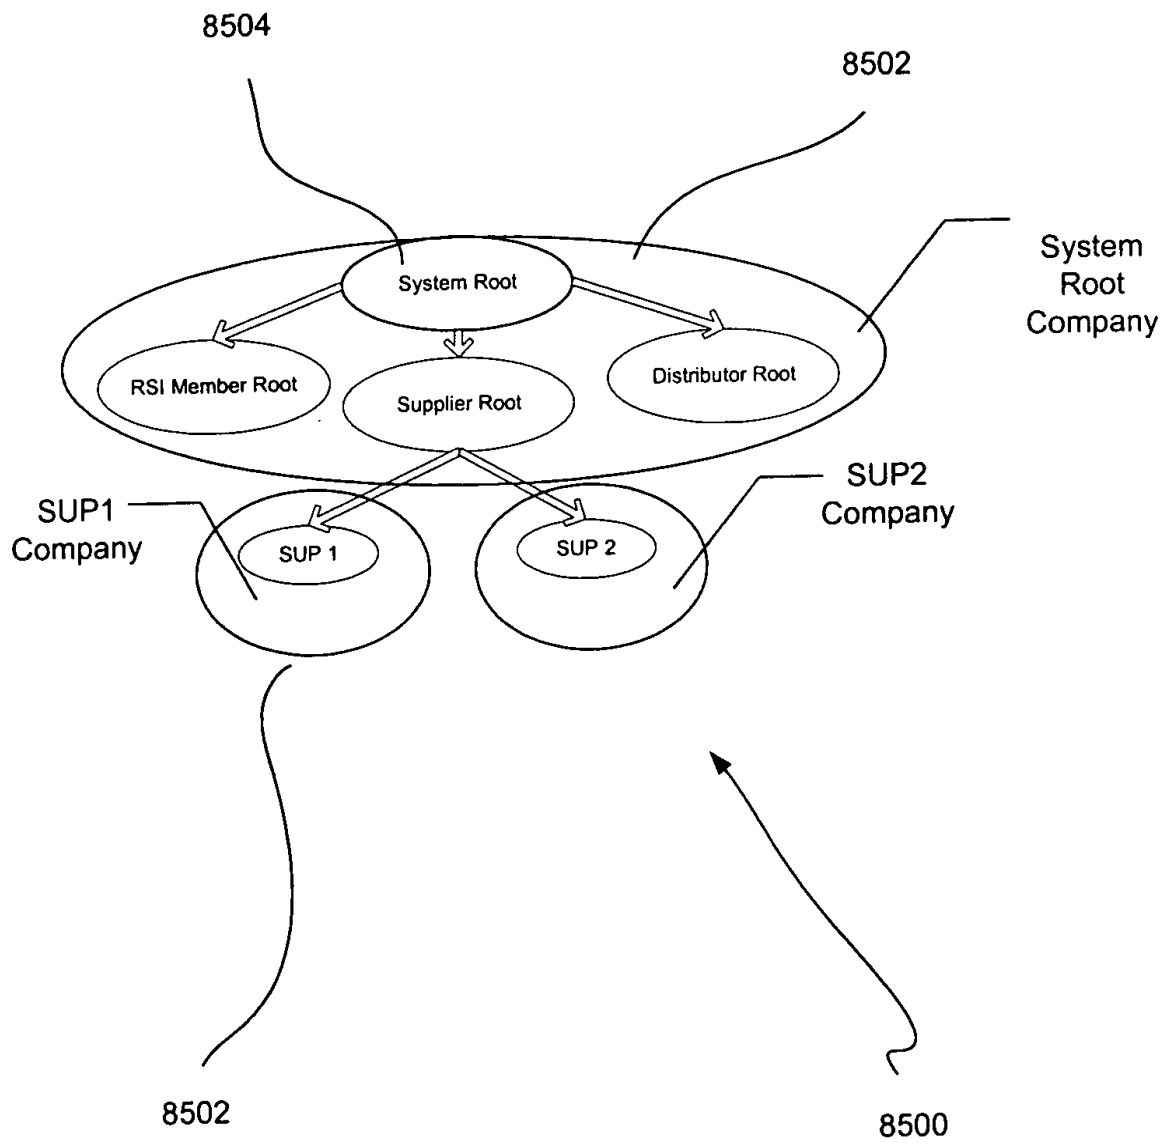 8504
8502
System Root
System
Root
Company
RSI Member Root
Supplier Root
Distributor Root
SUP1
Company
SUP2
Company
SUP 1
SUP 2
8502
8500